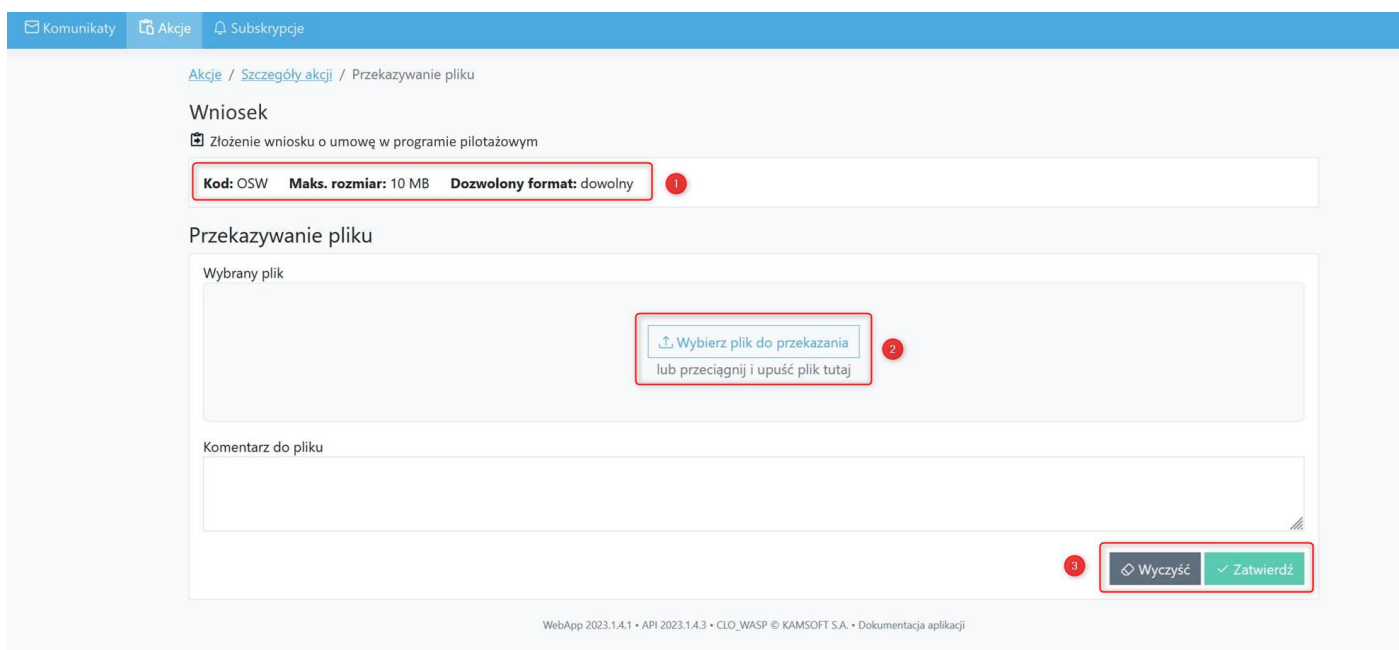 Komunikaty Akcje Subskrypcje
Akcje / Szczegóły akcji / Przekazywanie pliku
Wniosek
Złożenie wniosku o umowę w programie pilotażowym
Kod: OSW Maks. rozmiar: 10 MB Dozwolony format: dowolny 1
Przekazywanie pliku
Wybrany plik
Wybierz plik do przekazania
lub przeciągnij i upuść plik tutaj
2
Komentarz do pliku
3 Wyczyść Zatwierdź
WebApp 2023.1.4.1 • API 2023.1.4.3 • CLO_WASP © KAMSOFT S.A. • Dokumentacja aplikacji